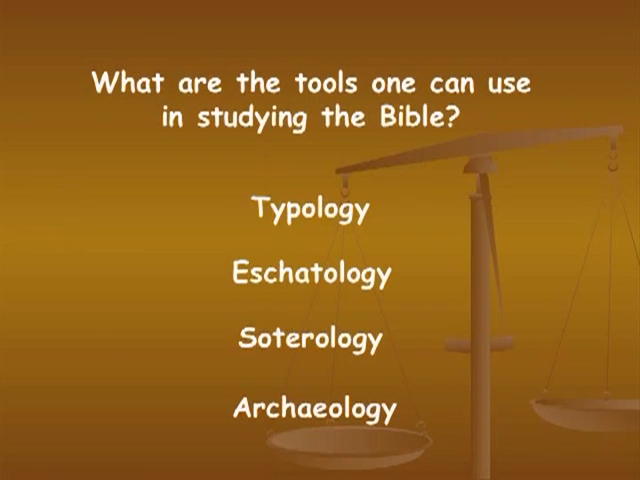 What are the tools one can use
in studying the Bible?
Typology
Eschatology
Soterology
Archaeology